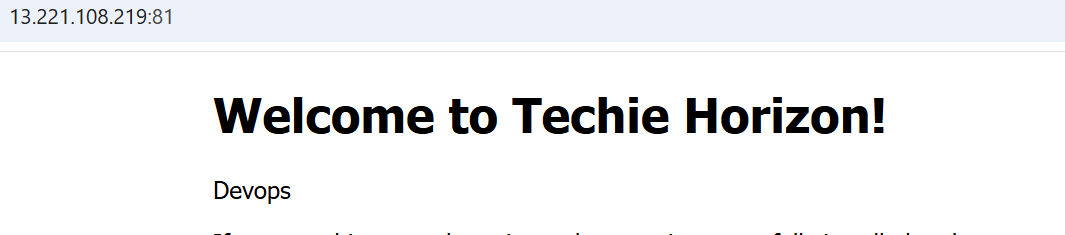 13.221.108.219:81
Welcome to Techie Horizon!
Devops